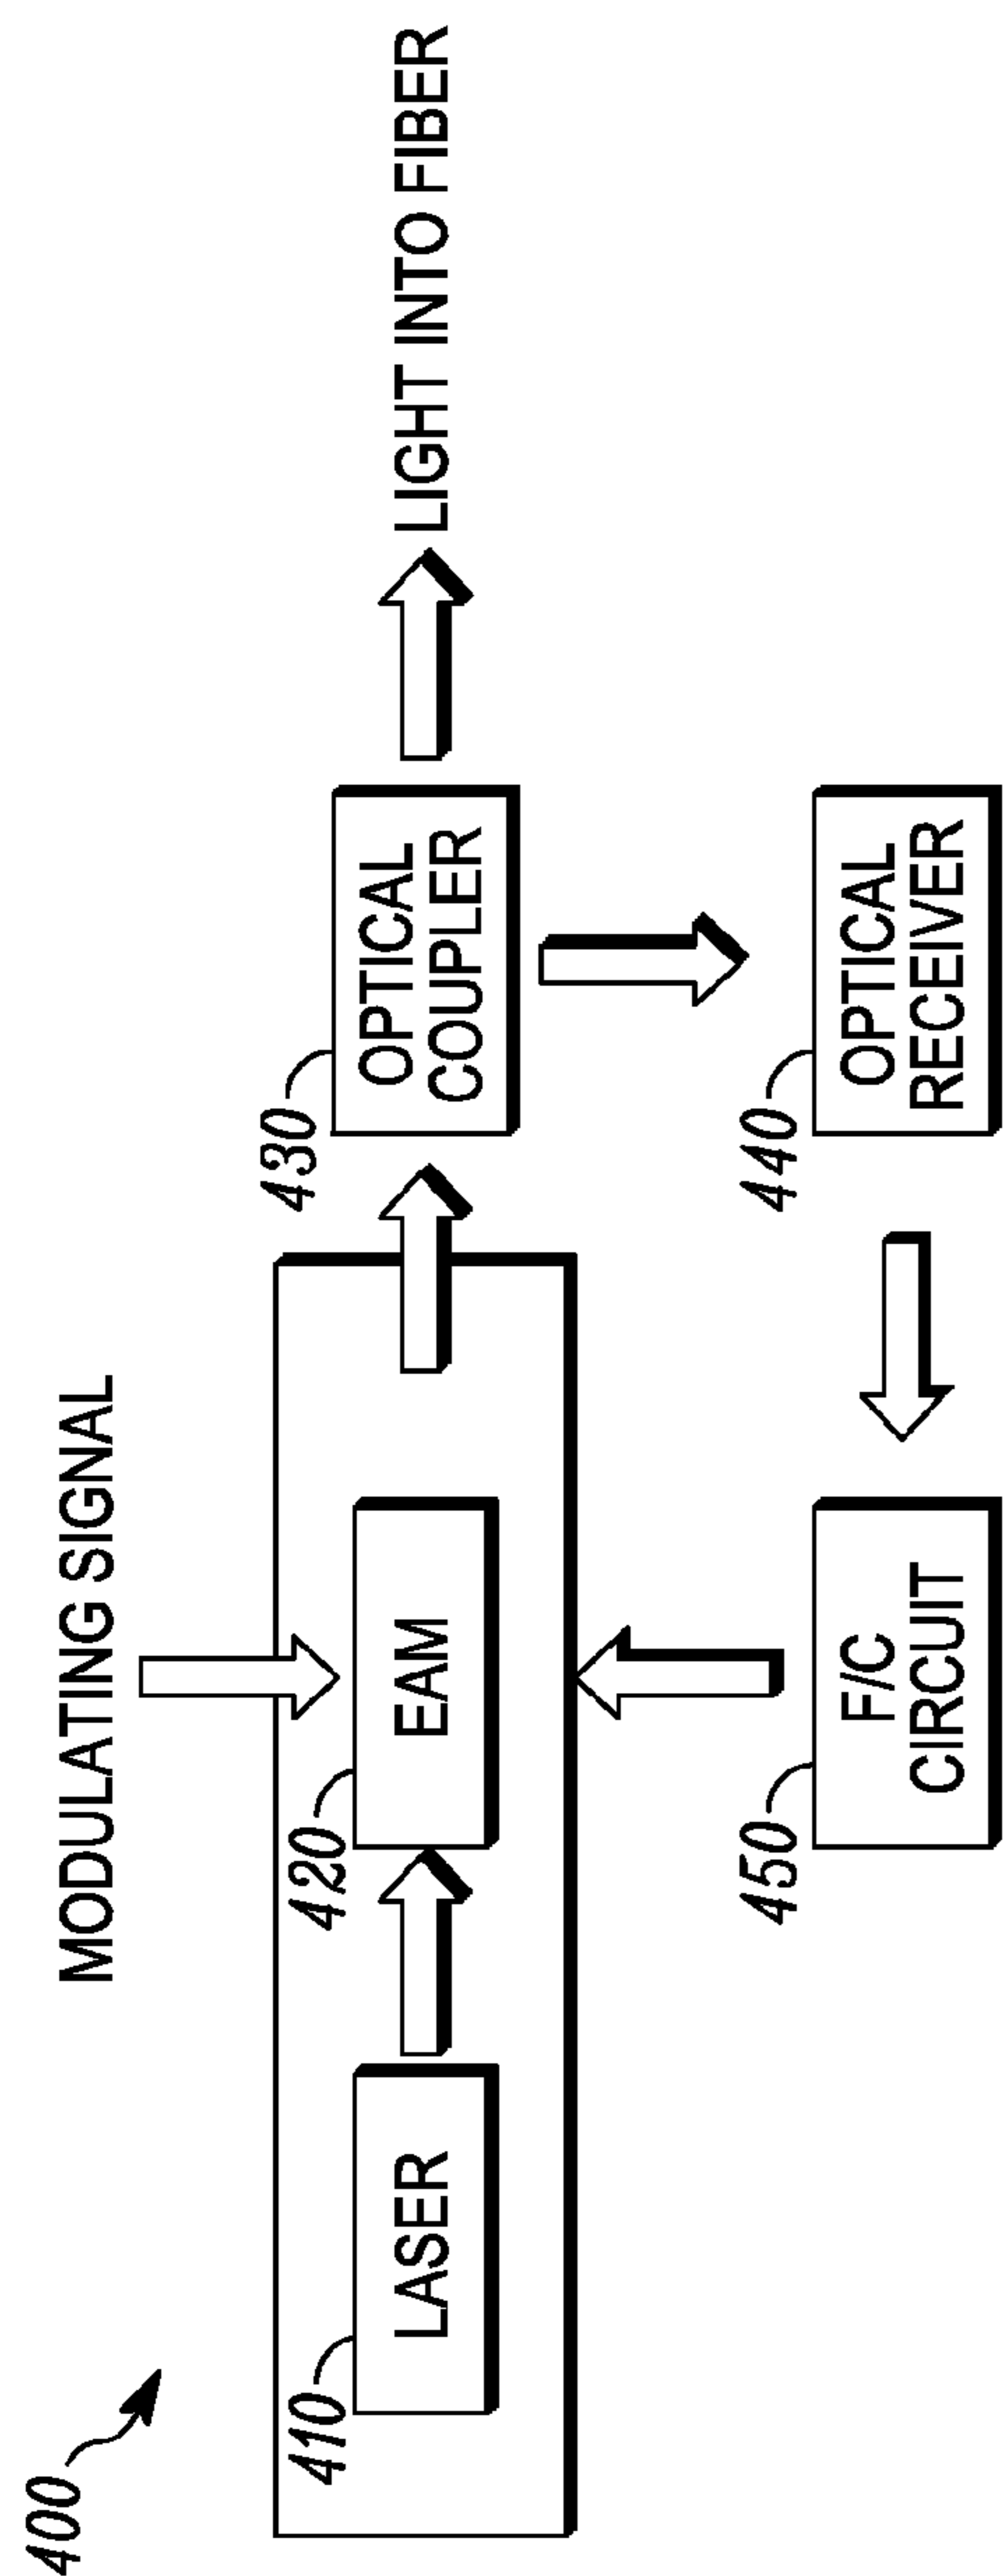 400
MODULATING SIGNAL
410
LASER
420
EAM
430
OPTICAL
COUPLER
LIGHT INTO FIBER
450
F/C
CIRCUIT
440
OPTICAL
RECEIVER